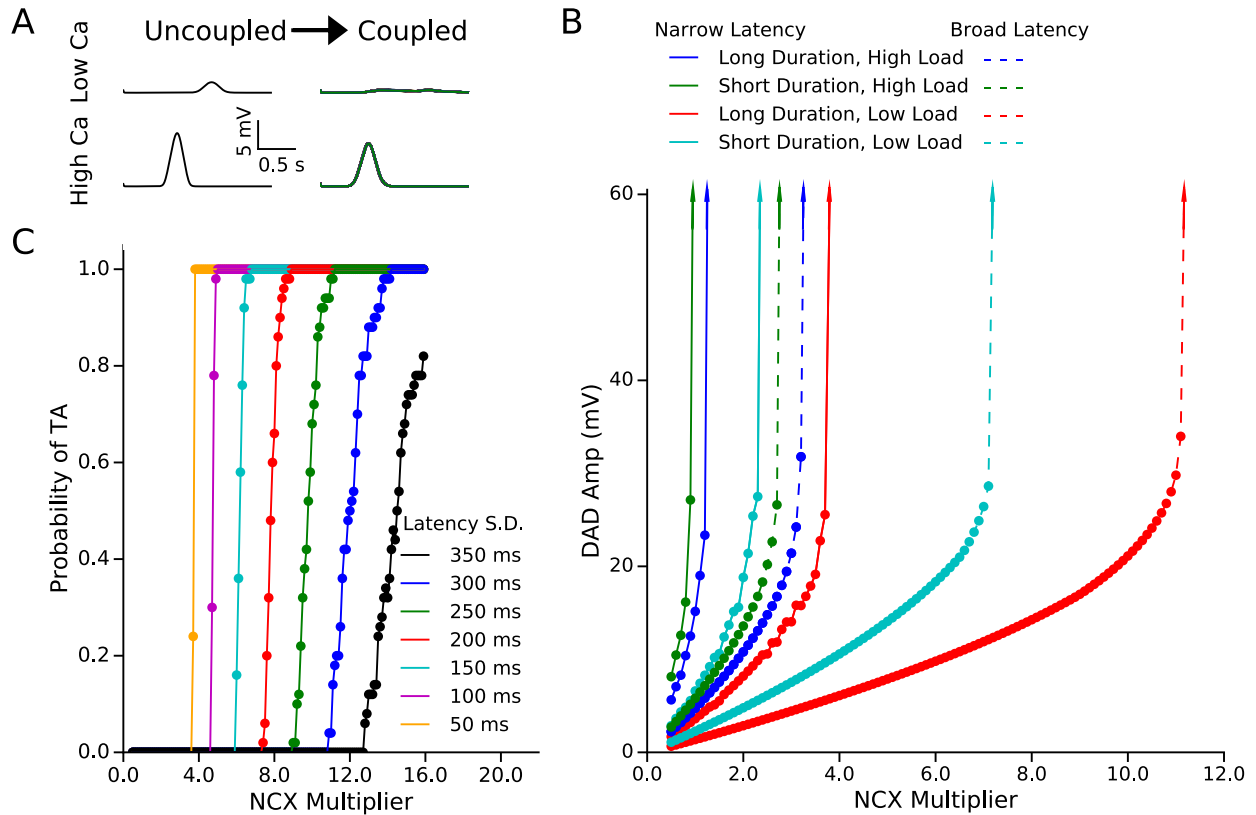 A
Uncoupled Coupled
Low Ca
High Ca
5 mV
0.5 s
B
Narrow Latency Broad Latency
Long Duration, High Load
Short Duration, High Load
Long Duration, Low Load
Short Duration, Low Load
60
40
20
0
DAD Amp (mV)
0.0 2.0 4.0 6.0 8.0 10.0 12.0
NCX Multiplier
C
1.0
0.8
0.6
0.4
0.2
0.0
Probability of TA
Latency S.D.
350 ms
300 ms
250 ms
200 ms
150 ms
100 ms
50 ms
0.0 4.0 8.0 12.0 16.0 20.0
NCX Multiplier